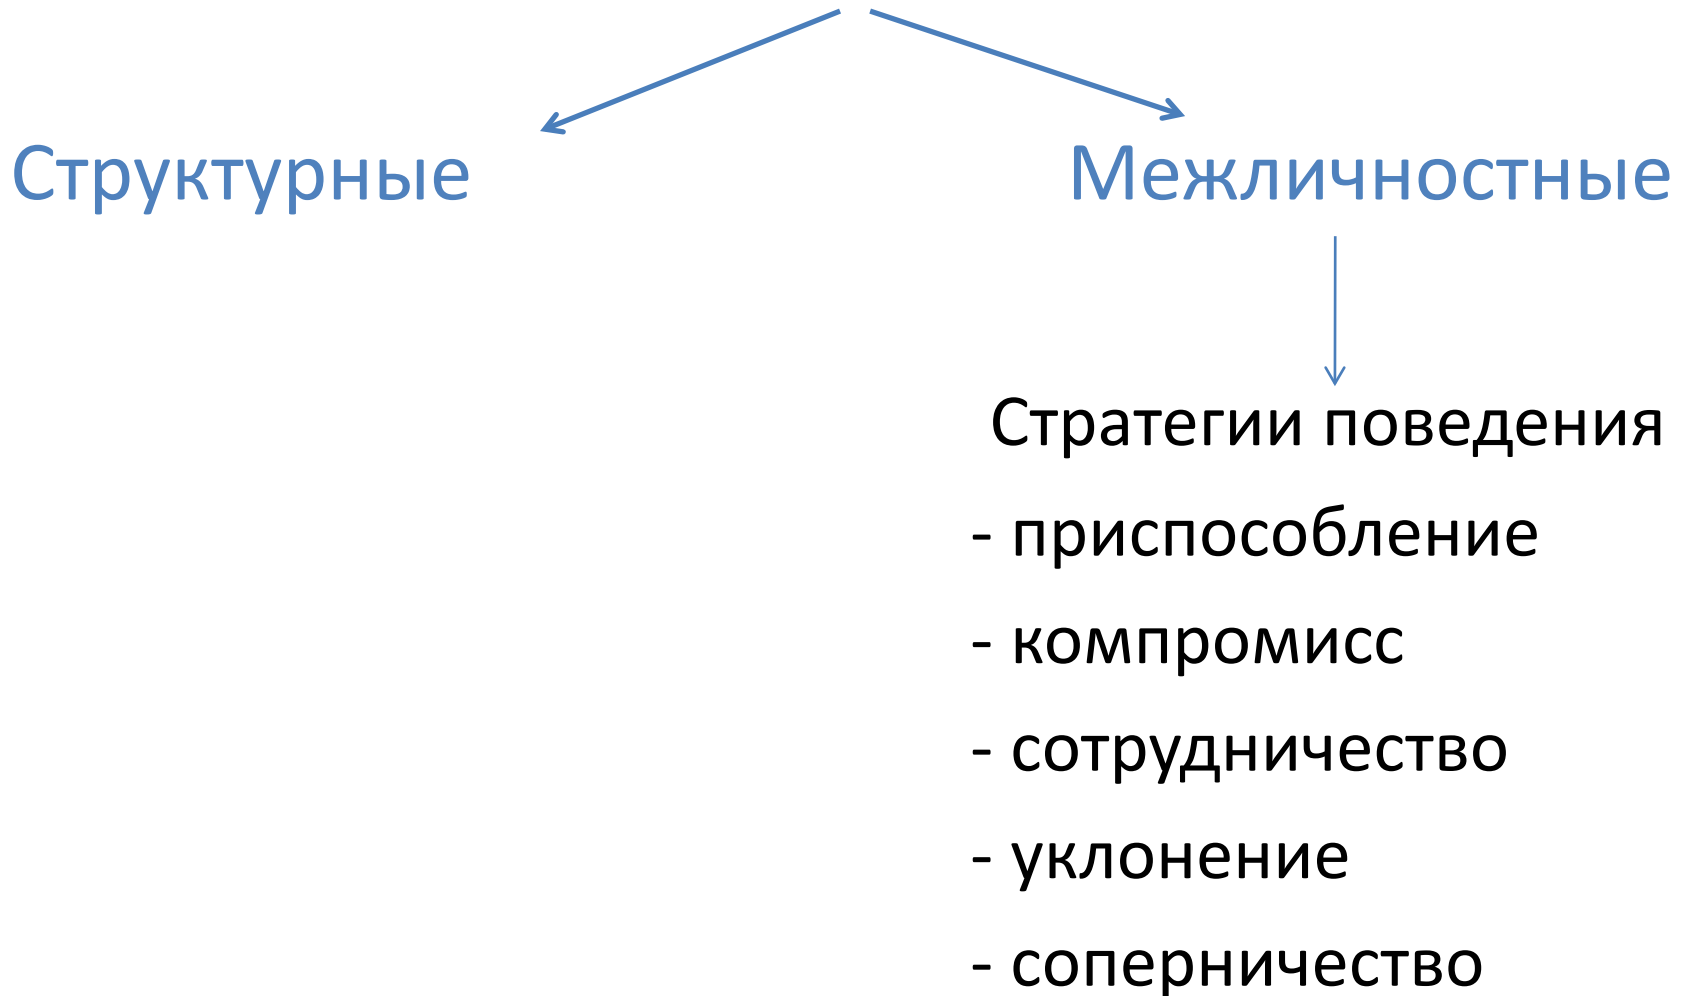 Структурные
Межличностные
Стратегии поведения
- приспособление
- компромисс
- сотрудничество
- уклонение
- соперничество